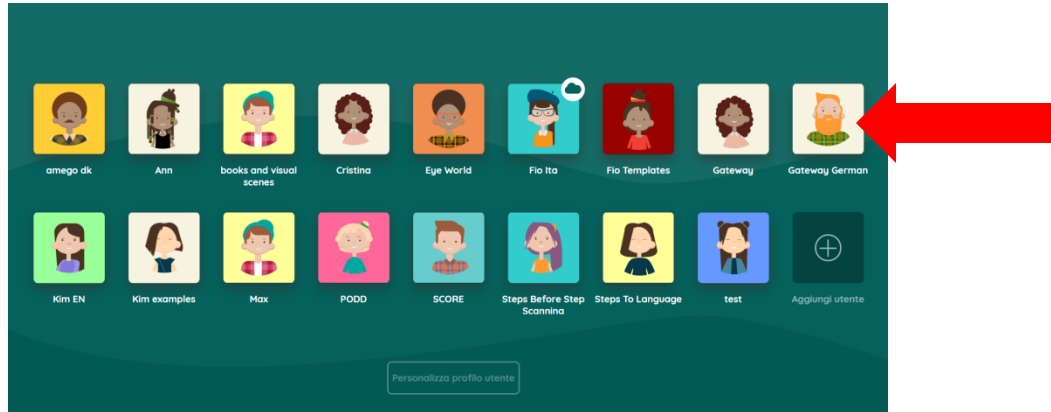 amego dk
Ann
books and visual
scenes
Cristina
Eye World
Fio Ita
Fio Templates
Gateway
Gateway German
Kim EN
Kim examples
Max
PODD
SCORE
Steps Before Step
Scannina
Steps To Language
test
Aggiungi utente
Personalizza profilo utente